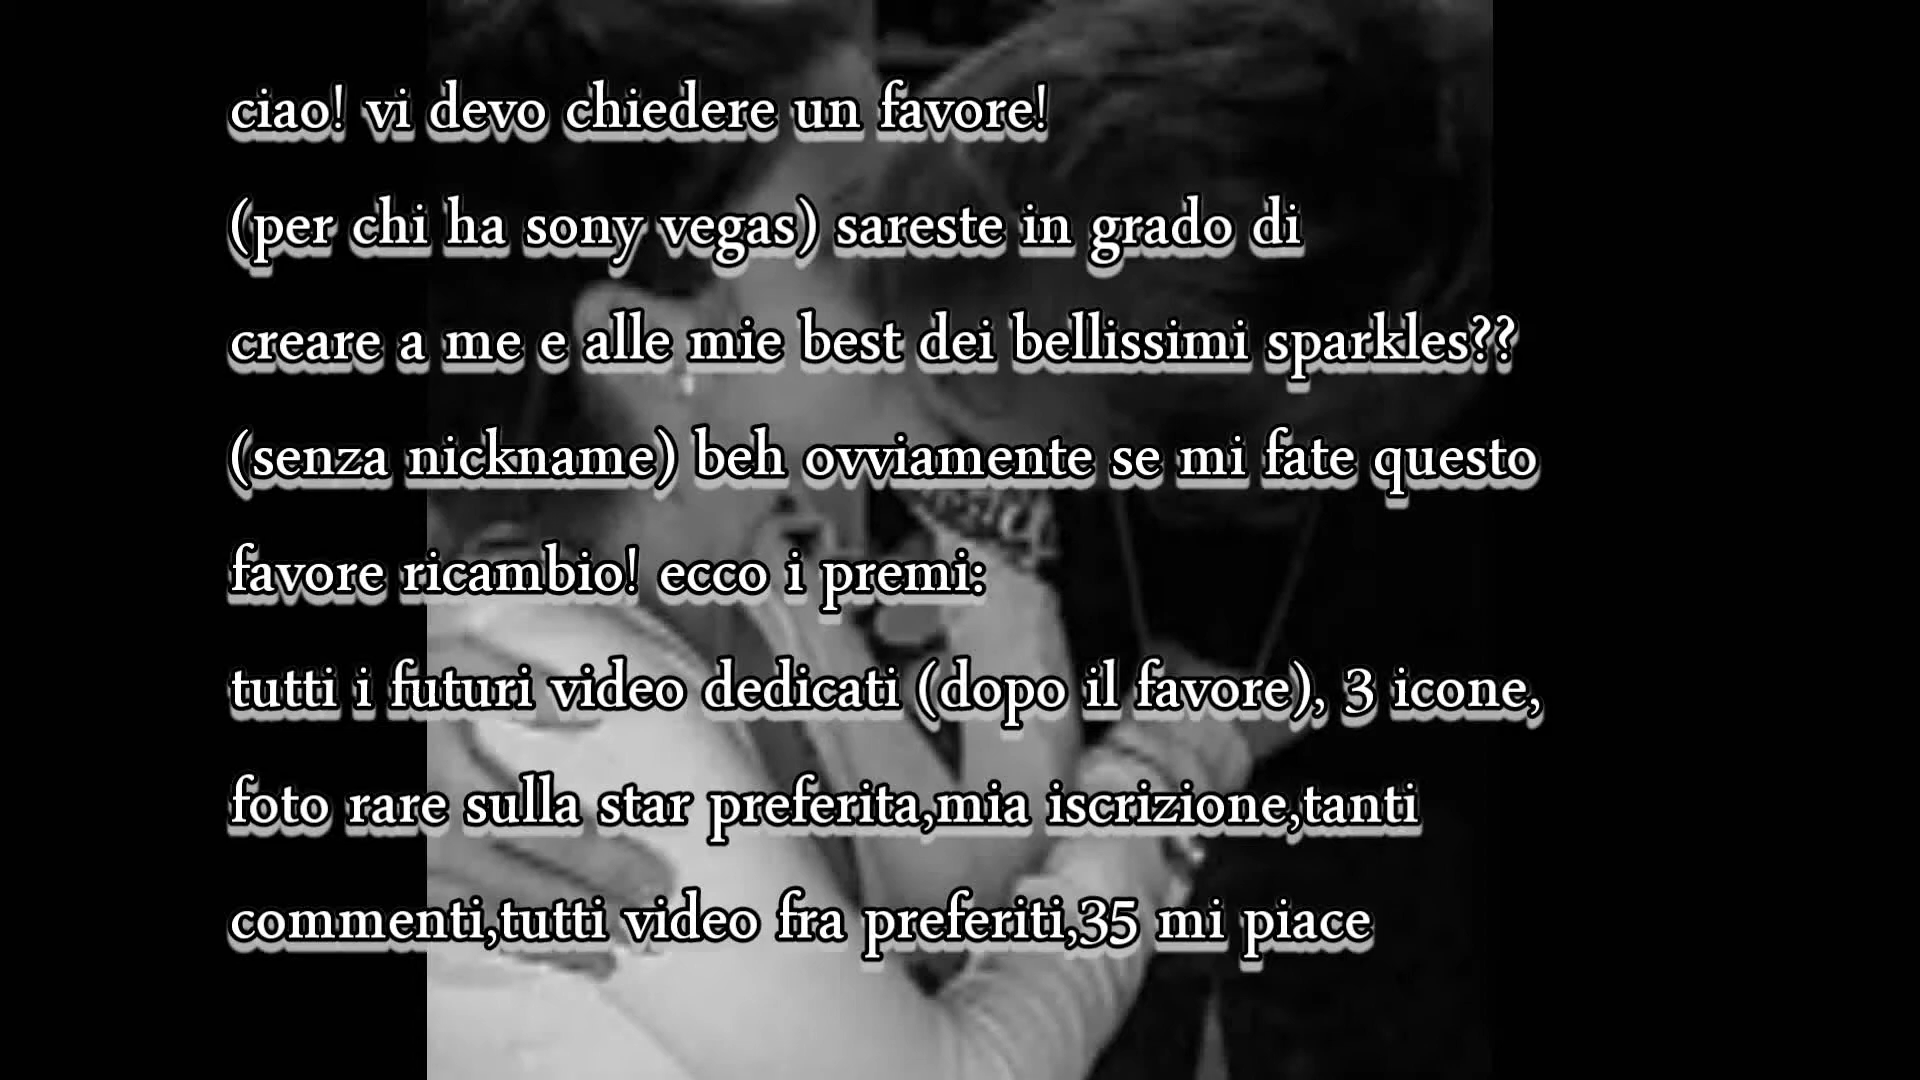 ciao! vi devo chiedere un favore!
(per chi ha sony vegas) sareste in grado di
creare a me e alle mie best dei bellissimi sparkles??
(senza nickname) beh ovviamente se mi fate questo
favore ricambio! ecco i premi:
tutti i futuri video dedicati (dopo il favore), 3 icone,
foto rare sulla star preferita,mia iscrizione,tanti
commenti,tutti video fra preferiti,35 mi piace